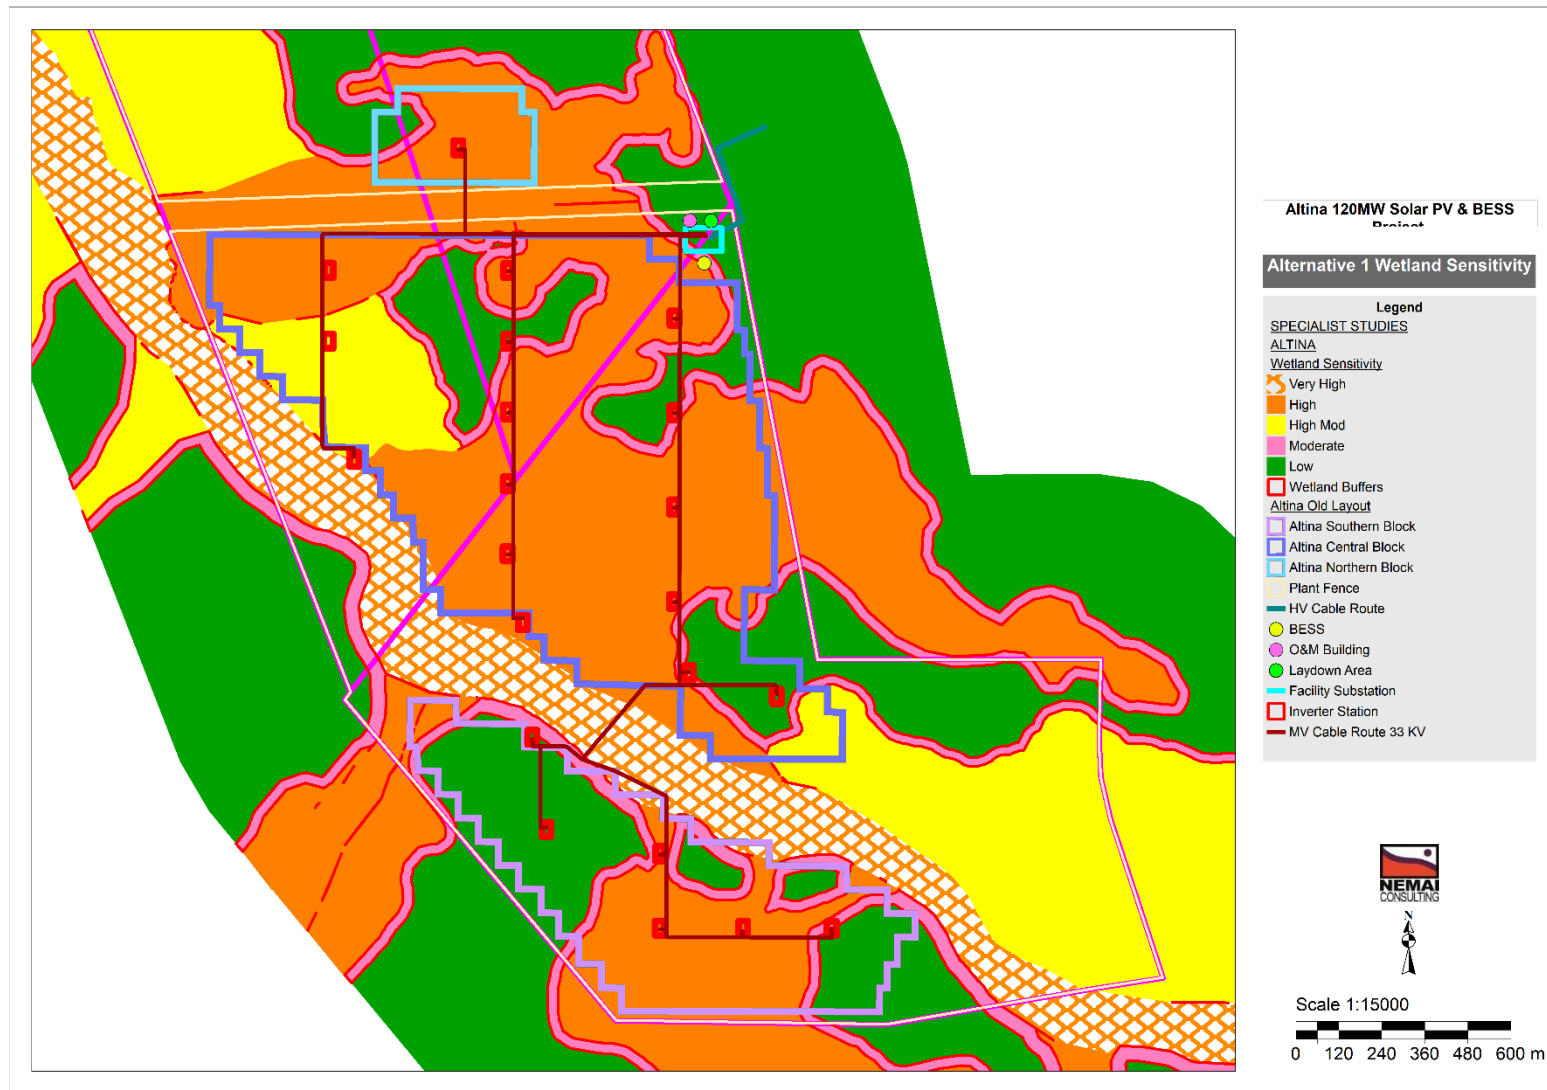 Altina 120MW Solar PV & BESS
Project
Alternative 1 Wetland Sensitivity
Legend
SPECIALIST STUDIES
ALTINA
Wetland Sensitivity
Very High
High
High Mod
Moderate
Low
Wetland Buffers
Altina Old Layout
Altina Southern Block
Altina Central Block
Altina Northern Block
Plant Fence
HV Cable Route
BESS
O&M Building
Laydown Area
Facility Substation
Inverter Station
MV Cable Route 33 KV
NEMAI
CONSULTING
N
Scale 1:15000
0 120 240 360 480 600 m